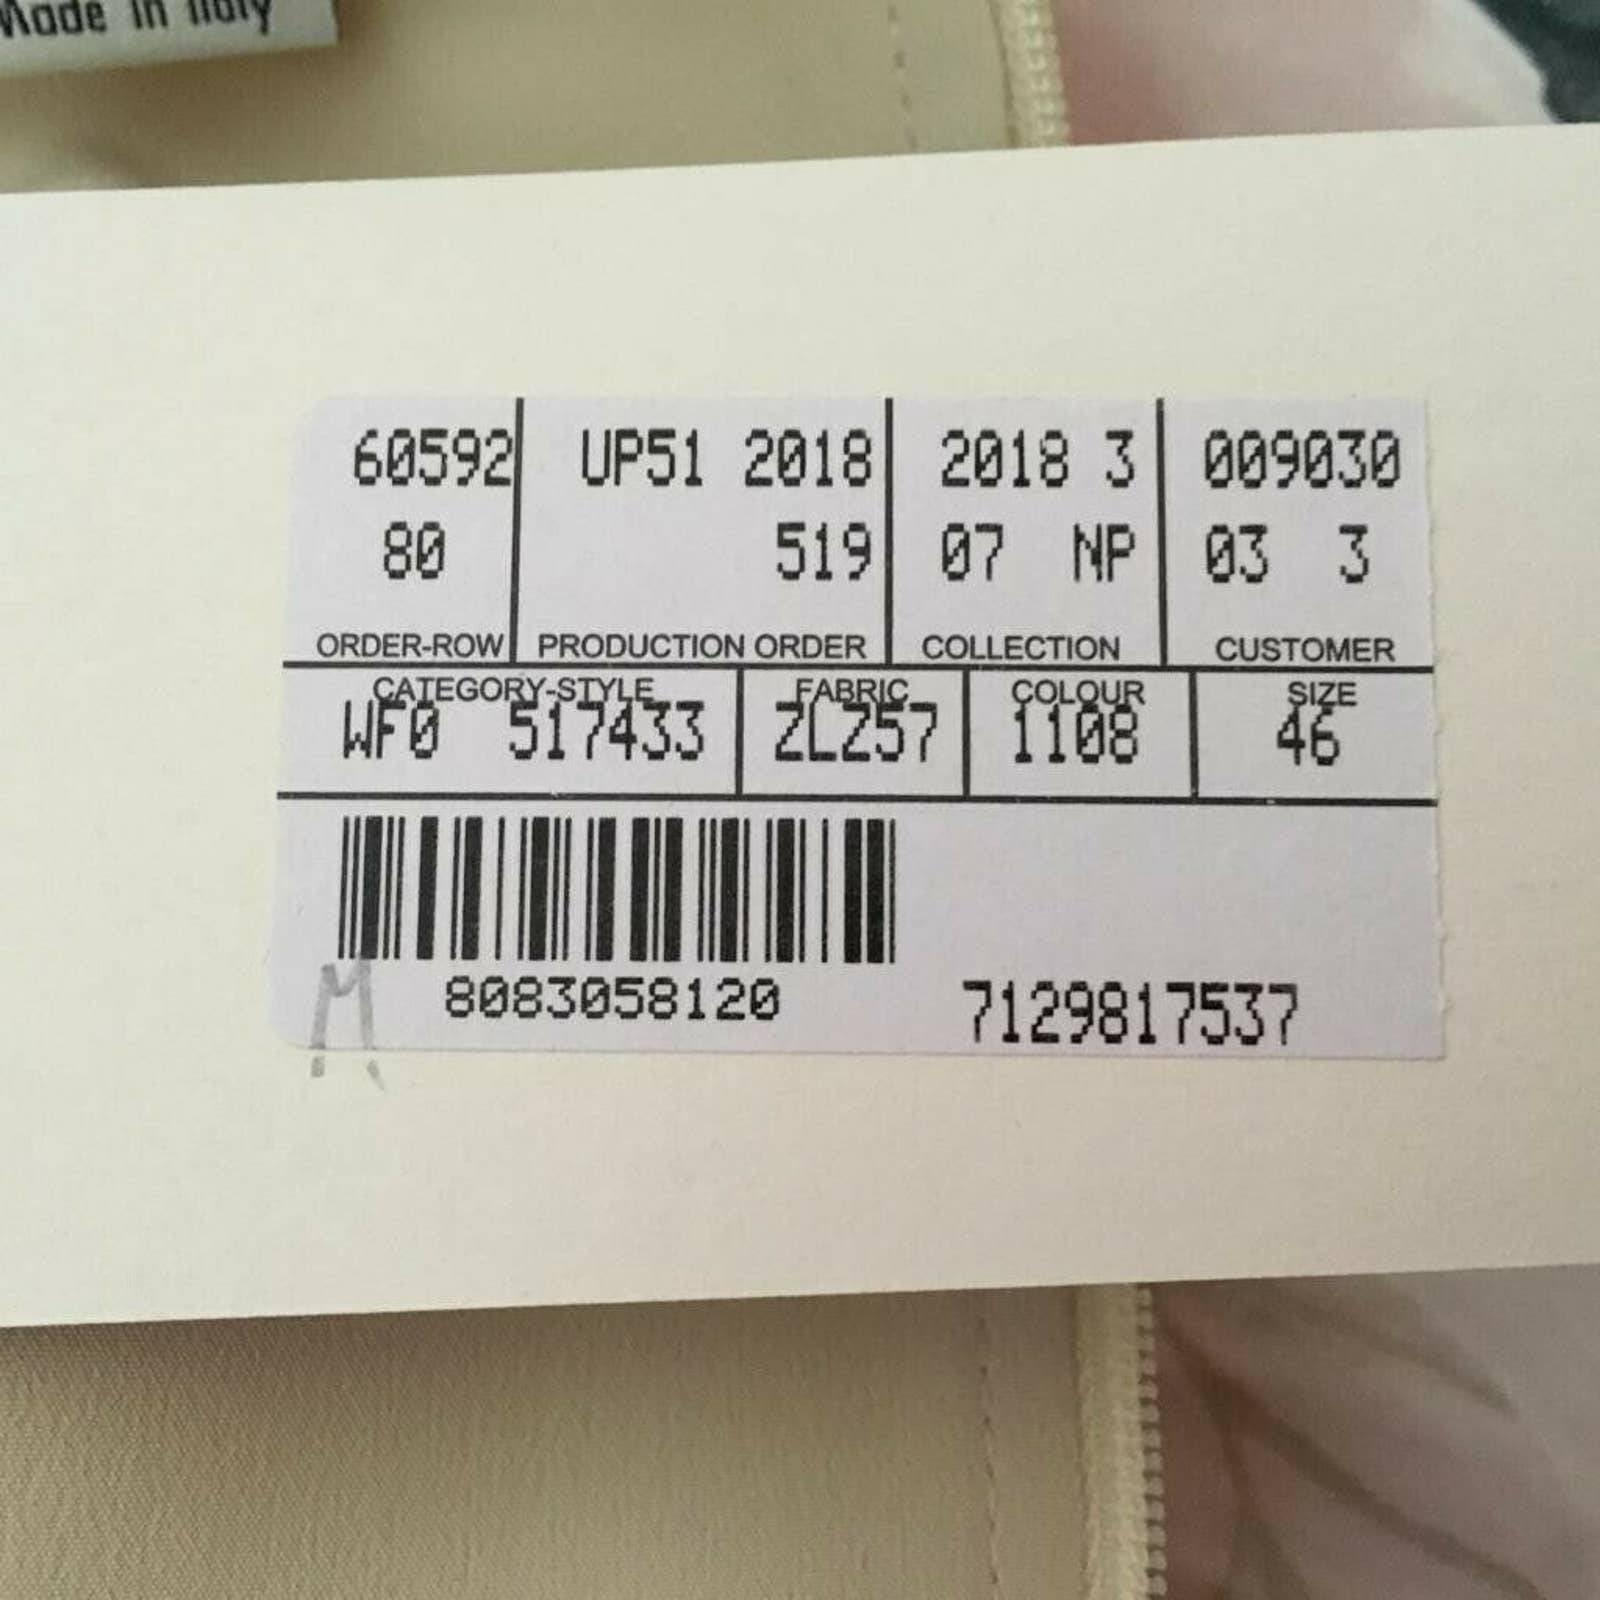 Made in Italy
60592 UP51 2018 2018 3 009030
80 519 07 NP 03 3
ORDER-ROW PRODUCTION ORDER COLLECTION CUSTOMER
CATEGORY-STYLE FABRIC COLOUR SIZE
WF0 517433 ZLZ57 1108 46
8083058120 7129817537
M